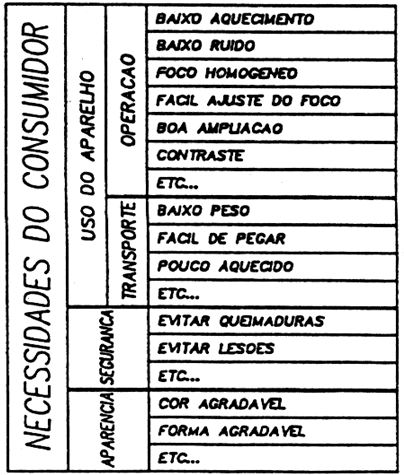 NECESSIDADES DO CONSUMIDOR
USO DO APARELHO
OPERACAO
BAIXO AQUECIMENTO
BAIXO RUIDO
FOCO HOMOGENEO
FACIL AJUSTE DO FOCO
BOA AMPLIACAO
CONTRASTE
ETC...
TRANSPORTE
BAIXO PESO
FACIL DE PEGAR
POUCO AQUECIDO
ETC...
SEGURANCA
EVITAR QUEIMADURAS
EVITAR LESOES
ETC...
APARENCIA
COR AGRADAVEL
FORMA AGRADAVEL
ETC...